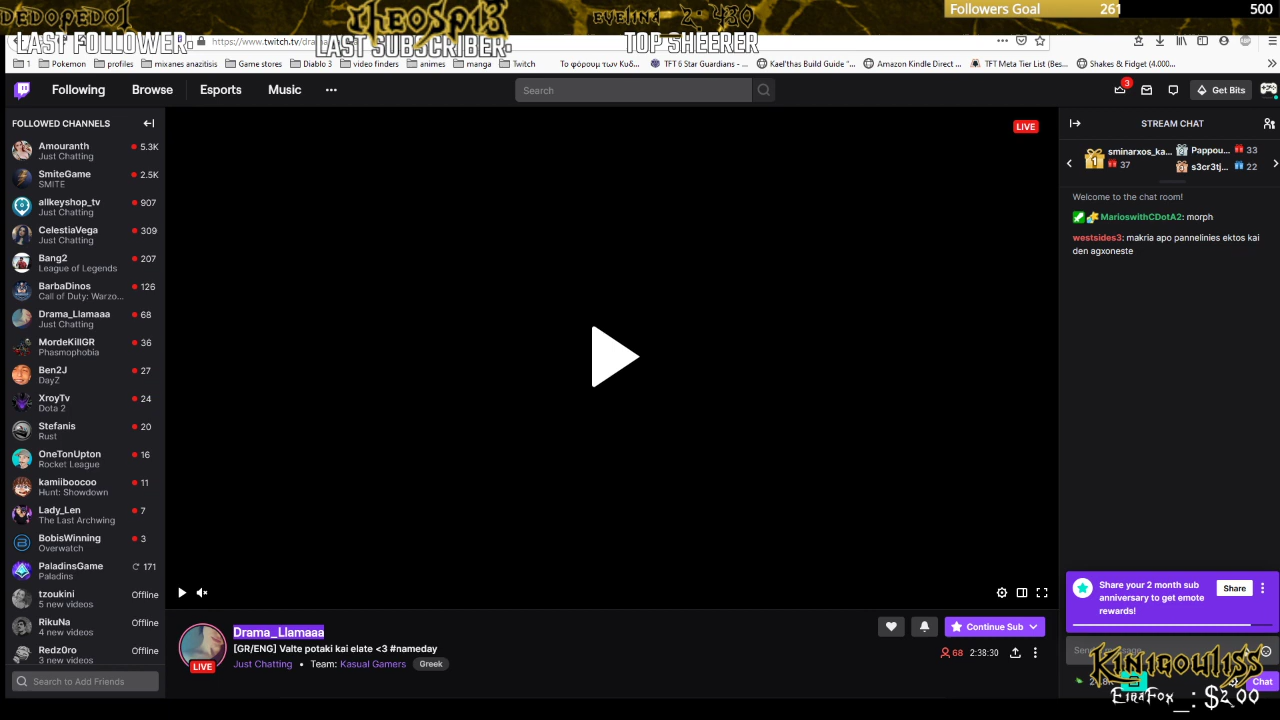 DEDOPEDO1
theosp13
evelina_2: 430
Followers Goal
261
500
LAST FOLLOWER:
LAST SUBSCRIBER:
TOP SHEERER
https://www.twitch.tv/dra
1
Pokemon
profiles
mixanes anazitisis
Game stores
Diablo 3
video finders
animes
manga
Twitch
Το φόρουμ των Κυδ...
TFT 6 Star Guardians - ...
Kael'thas Build Guide "...
Amazon Kindle Direct ...
TFT Meta Tier List (Bes...
Shakes & Fidget (4.000...
Following
Browse
Esports
Music
Search
3
Get Bits
FOLLOWED CHANNELS
Amouranth
5.3K
Just Chatting
SmiteGame
2.5K
SMITE
allkeyshop_tv
907
Just Chatting
CelestiaVega
309
Just Chatting
Bang2
207
League of Legends
BarbaDinos
126
Call of Duty: Warzo...
Drama_Llamaaa
68
Just Chatting
MordeKillGR
36
Phasmophobia
Ben2J
27
DayZ
XroyTv
24
Dota 2
Stefanis
20
Rust
OneTonUpton
16
Rocket League
kamiiboocoo
11
Hunt: Showdown
Lady_Len
7
The Last Archwing
BobisWinning
3
Overwatch
PaladinsGame
171
Paladins
tzoukini
Offline
5 new videos
RikuNa
Offline
4 new videos
Redz0ro
Offline
3 new videos
Search to Add Friends
LIVE
LIVE
Drama_Llamaaa
[GR/ENG] Valte potaki kai elate <3 #nameday
Just Chatting • Team: Kasual Gamers Greek
Continue Sub
68
2:38:30
STREAM CHAT
1
sminarxos_ka...
37
Pappou...
33
s3cr3tj...
22
Welcome to the chat room!
MarioswithCDotA2: morph
westsides3: makria apo pannelinies ektos kai
den agxoneste
Share your 2 month sub
anniversary to get emote
rewards!
Share
Kinigouliss
Chat
EiraFox_: $2.00